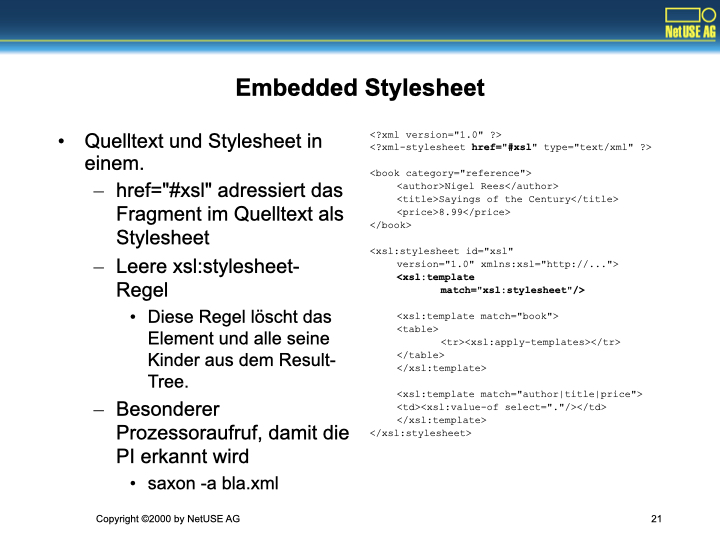 NetUSE AG
Embedded Stylesheet
• Quelltext und Stylesheet in
einem.
– href="#xsl" adressiert das
Fragment im Quelltext als
Stylesheet
– Leere xsl:stylesheet-
Regel
• Diese Regel löscht das
Element und alle seine
Kinder aus dem Result-
Tree.
– Besonderer
Prozessoraufruf, damit die
PI erkannt wird
• saxon -a bla.xml
<?xml version="1.0" ?>
<?xml-stylesheet href="#xsl" type="text/xml" ?>
<book category="reference">
<author>Nigel Rees</author>
<title>Sayings of the Century</title>
<price>8.99</price>
</book>
<xsl:stylesheet id="xsl"
version="1.0" xmlns:xsl="http://...">
<xsl:template
match="xsl:stylesheet"/>
<xsl:template match="book">
<table>
<tr><xsl:apply-templates></tr>
</table>
</xsl:template>
<xsl:template match="author|title|price">
<td><xsl:value-of select="."/></td>
</xsl:template>
</xsl:stylesheet>
Copyright ©2000 by NetUSE AG
21